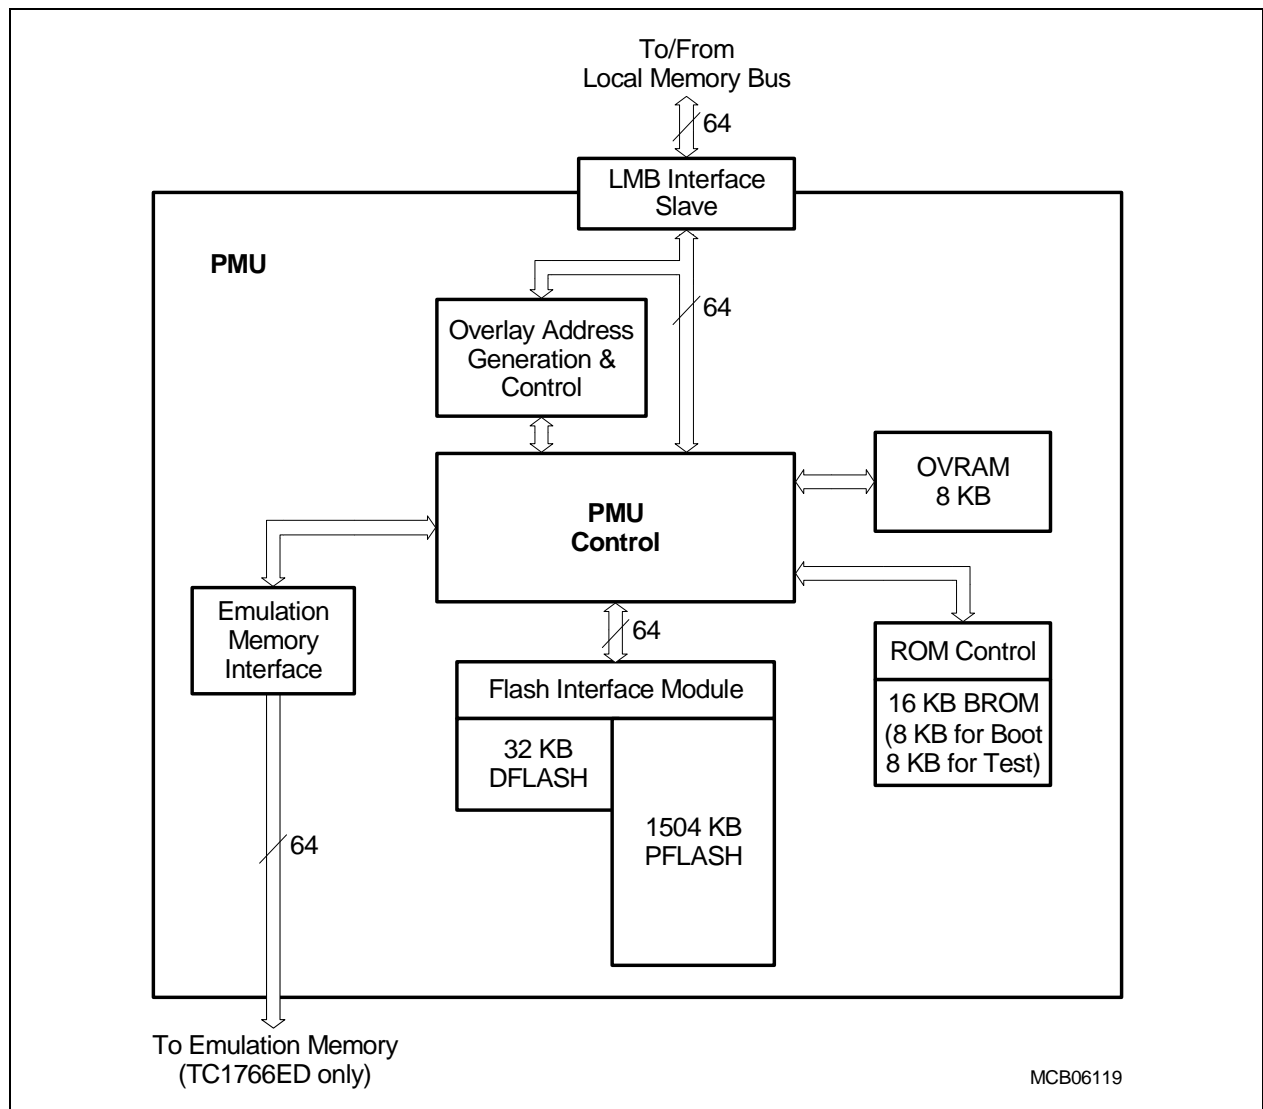 To/From
Local Memory Bus
64
LMB Interface
Slave
PMU
64
Overlay Address
Generation &
Control
OVRAM
8 KB
PMU
Control
Emulation
Memory
Interface
64
ROM Control
Flash Interface Module
16 KB BROM
(8 KB for Boot
8 KB for Test)
32 KB
DFLASH
1504 KB
PFLASH
64
To Emulation Memory
(TC1766ED only)
MCB06119